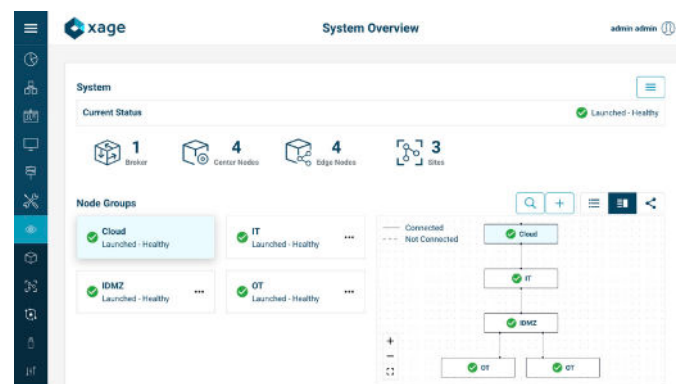 xage
System Overview
admin admin
System
Current Status
Launched - Healthy
1
Broker
4
Center Nodes
4
Edge Nodes
3
Sites
Node Groups
Cloud
Launched - Healthy
IT
Launched - Healthy
IDMZ
Launched - Healthy
OT
Launched - Healthy
Connected
Not Connected
Cloud
IT
IDMZ
OT
OT